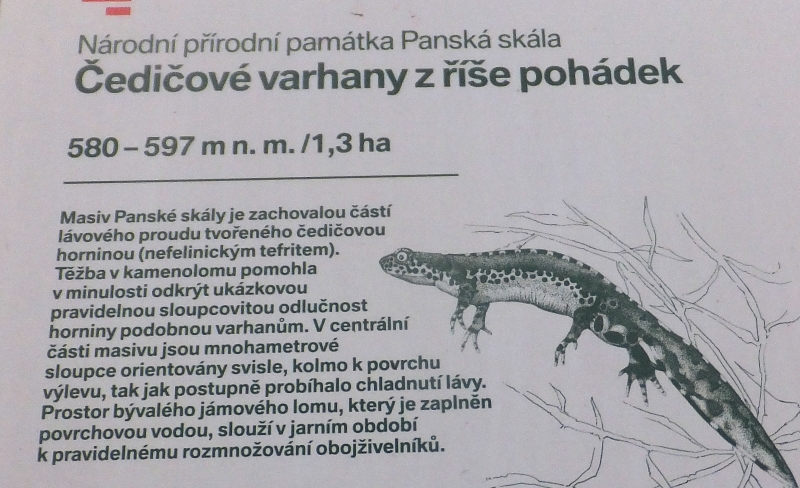 Národní přírodní památka Panská skála
Čedičové varhany z říše pohádek
580 – 597 m n. m. /1,3 ha
Masiv Panské skály je zachovalou částí
lávového proudu tvořeného čedičovou
horninou (nefelinickým tefritem).
Těžba v kamenolomu pomohla
v minulosti odkrýt ukázkovou
pravidelnou sloupcovitou odlučnost
horniny podobnou varhanům. V centrální
části masivu jsou mnohametrové
sloupce orientovány svisle, kolmo k povrchu
výlevu, tak jak postupně probíhalo chladnutí lávy.
Prostor bývalého jámového lomu, který je zaplněn
povrchovou vodou, slouží v jarním období
k pravidelnému rozmnožování obojživelníků.